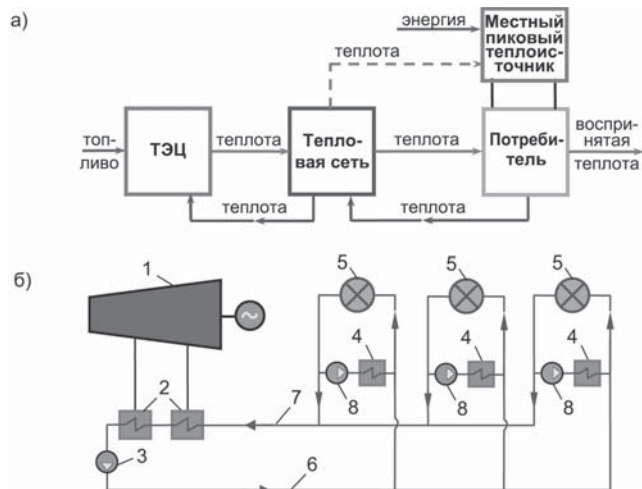 а)
энергия
Местный
пиковый
теплоис-
точник
теплота
топ-
ливо
ТЭЦ
теплота
Тепло-
вая сеть
теплота
Потреби-
тель
воспри-
нятая
теплота
теплота
теплота
б)
1
5
5
5
4
4
4
8
8
8
2
7
3
6